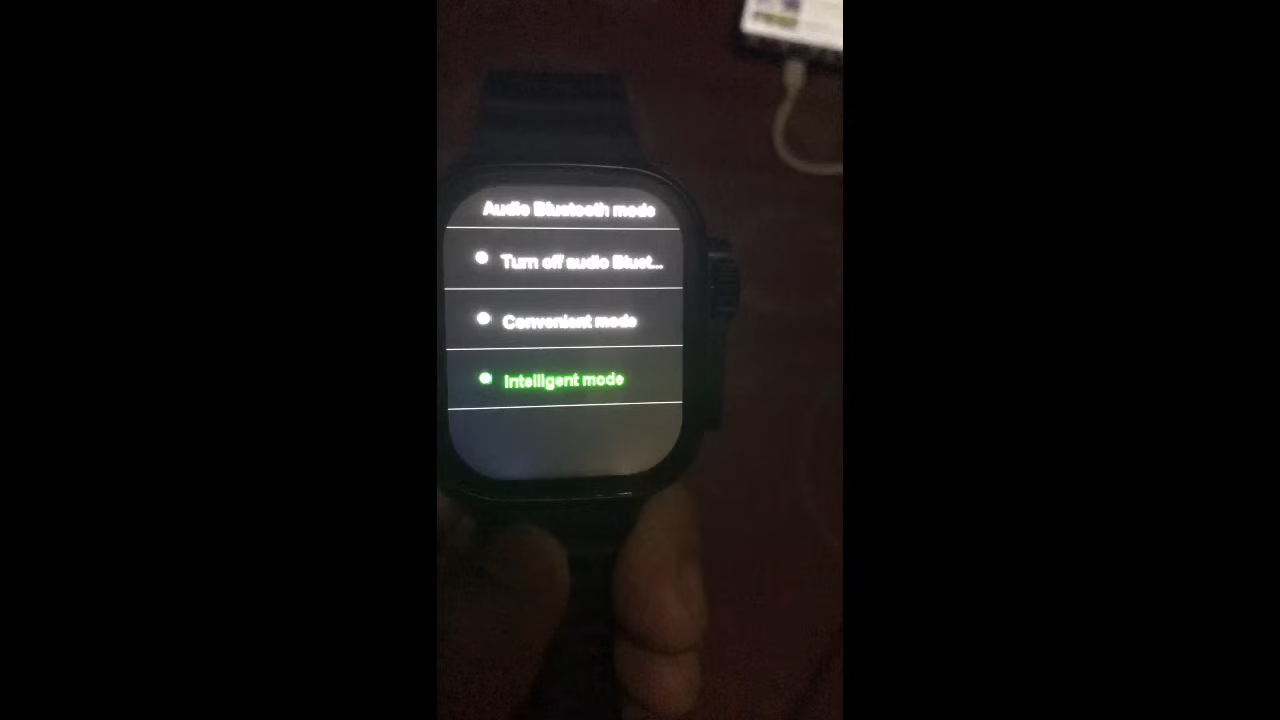 Audio Bluetooth mode
Turn off audio Bluet...
Convenient mode
Intelligent mode